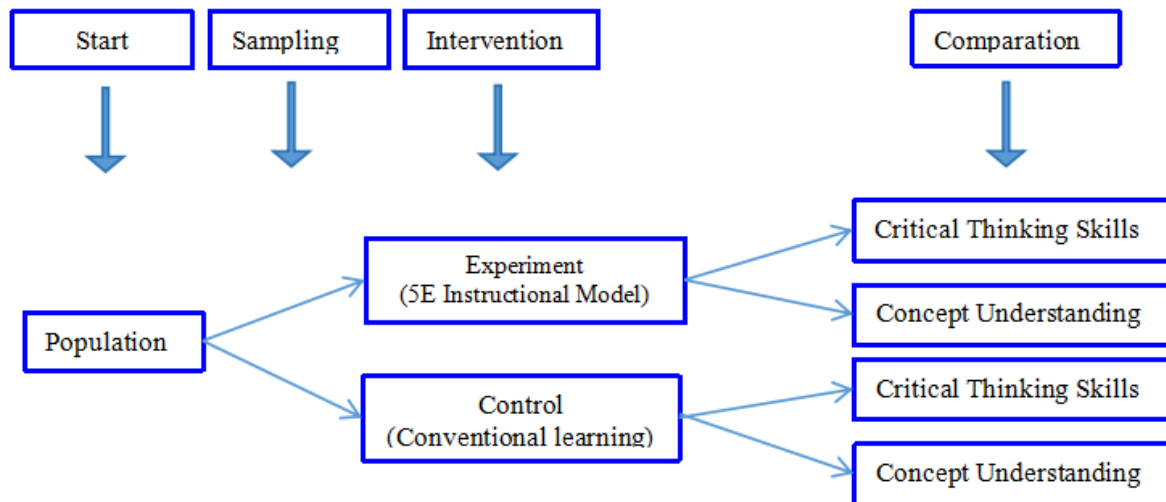 Start
Sampling
Intervention
Comparation
Population
Experiment
(5E Instructional Model)
Control
(Conventional learning)
Critical Thinking Skills
Concept Understanding
Critical Thinking Skills
Concept Understanding